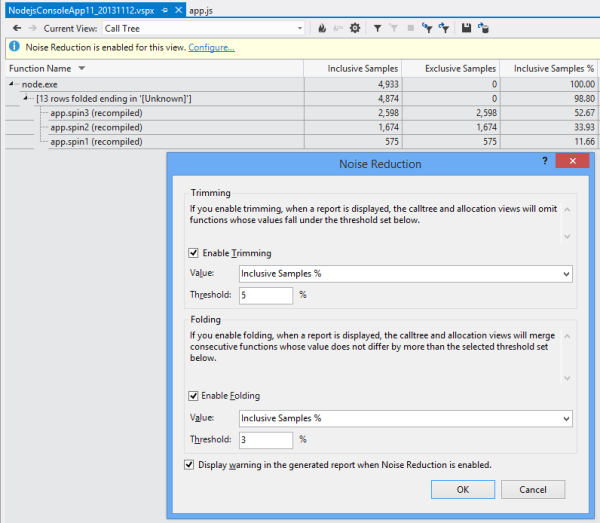 NodejsConsoleApp11_20131112.vspx app.js
Current View: Call Tree
Noise Reduction is enabled for this view. Configure...
Function Name Inclusive Samples Exclusive Samples Inclusive Samples %
node.exe 4,933 0 100.00
[13 rows folded ending in '[Unknown]'] 4,874 0 98.80
app.spin3 (recompiled) 2,598 2,598 52.67
app.spin2 (recompiled) 1,674 1,674 33.93
app.spin1 (recompiled) 575 575 11.66
Noise Reduction
Trimming
If you enable trimming, when a report is displayed, the calltree and allocation views will omit
functions whose values fall under the threshold set below.
Enable Trimming
Value: Inclusive Samples %
Threshold: 5 %
Folding
If you enable folding, when a report is displayed, the calltree and allocation views will merge
consecutive functions whose value does not differ by more than the selected threshold set
below.
Enable Folding
Value: Inclusive Samples %
Threshold: 3 %
Display warning in the generated report when Noise Reduction is enabled.
OK Cancel